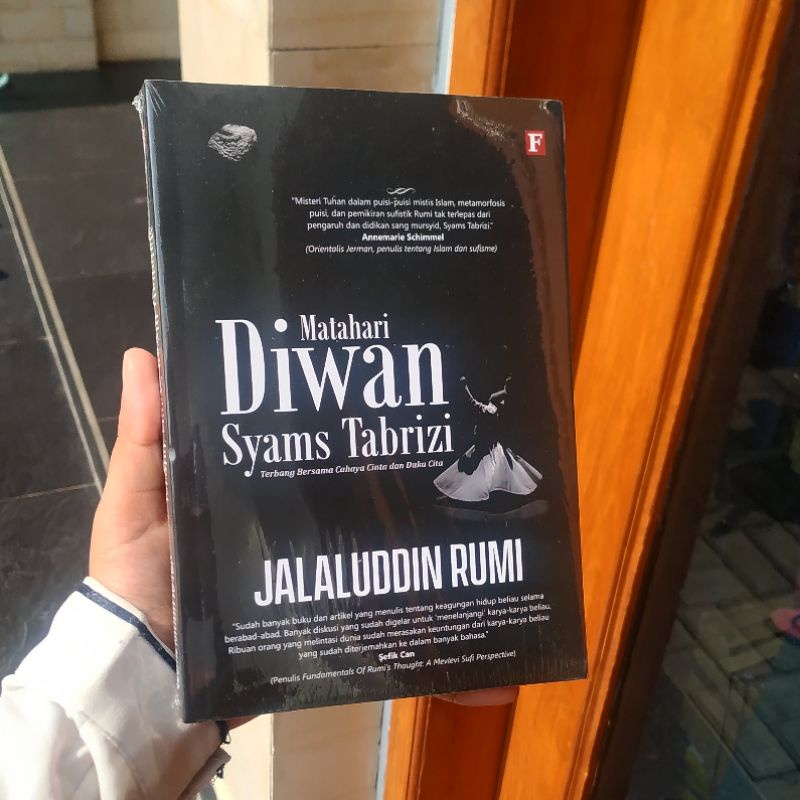 F
"Misteri Tuhan dalam puisi-puisi mistis Islam, metamorfosis
puisi, dan pemikiran sufistik Rumi tak terlepas dari
pengaruh dan didikan sang mursyid, Syams Tabrizi."
Annemarie Schimmel
(Orientalis Jerman, penulis tentang Islam dan sufisme)
Matahari
Diwan
Syams Tabrizi
Terbang Bersama Cahaya Cinta dan Duka Cita
JALALUDDIN RUMI
"Sudah banyak buku dan artikel yang menulis tentang keagungan hidup beliau selama
berabad-abad. Banyak diskusi yang sudah digelar untuk 'menelanjangi' karya-karya beliau.
Ribuan orang yang melintasi dunia sudah merasakan keuntungan dari karya-karya beliau
yang sudah diterjemahkan ke dalam banyak bahasa."
Şefik Can
(Penulis Fundamentals Of Rumi's Thought: A Mevlevi Sufi Perspective)